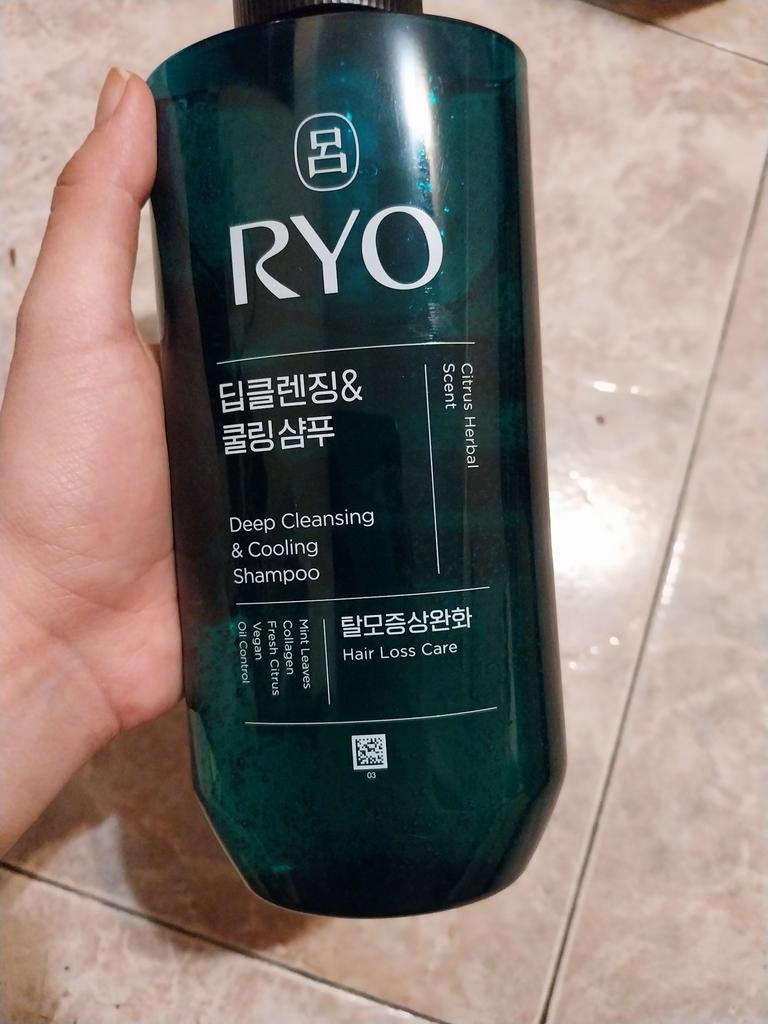 呂
RYO
딥클렌징&
쿨링 샴푸
Citrus Herbal
Scent
Deep Cleansing
& Cooling
Shampoo
Mint Leaves
Collagen
Fresh Citrus
Vegan
Oil Control
탈모증상완화
Hair Loss Care
03